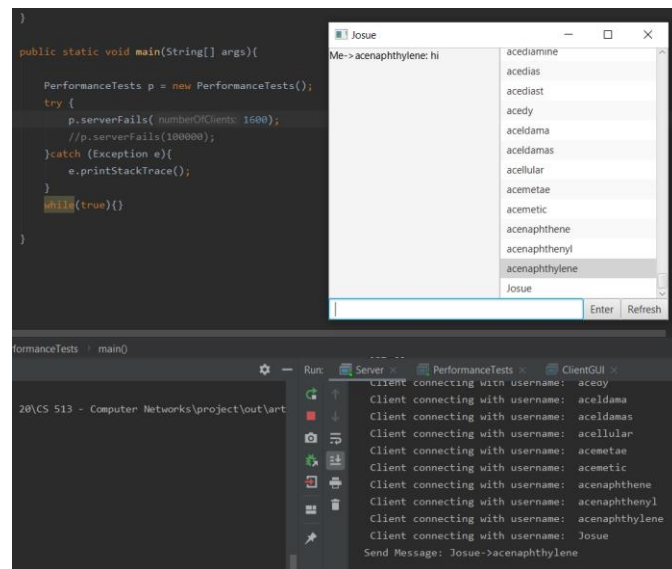 }
public static void main(String[] args){
PerformanceTests p = new PerformanceTests();
try {
p.serverFails( numberOfClients: 1600);
//p.serverFails(100000);
}catch (Exception e){
e.printStackTrace();
}
while(true){}
}
Josue
Me->acenaphthylene: hi
acediamine
acedias
acediast
acedy
aceldama
aceldamas
acellular
acemetae
acemetic
acenaphthene
acenaphthenyl
acenaphthylene
Josue
Enter Refresh
formanceTests main()
Run: Server PerformanceTests ClientGUI
20\CS 513 - Computer Networks\project\out\art
Client connecting with username: acedy
Client connecting with username: aceldama
Client connecting with username: aceldamas
Client connecting with username: acellular
Client connecting with username: acemetae
Client connecting with username: acemetic
Client connecting with username: acenaphthene
Client connecting with username: acenaphthenyl
Client connecting with username: acenaphthylene
Client connecting with username: Josue
Send Message: Josue->acenaphthylene